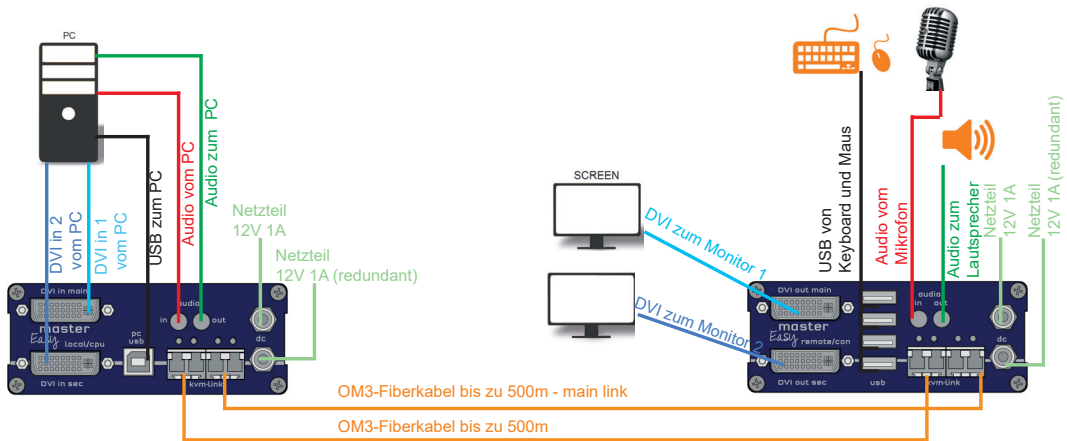 PC
DVI in 2
vom PC
DVI in 1
vom PC
USB zum PC
Audio vom PC
Audio zum  PC
Netzteil
12V 1A
Netzteil
12V 1A (redundant)
DVI in main
audio
in
out
master
Easy local/cpu
pc
usb
dc
DVI in sec
kvm-link
SCREEN
DVI zum Monitor 1
DVI zum Monitor 2
USB von
Keyboard und Maus
Audio vom
Mikrofon
Audio zum
Lautsprecher
Netzteil
12V 1A
Netzteil
12V 1A (redundant)
DVI out main
audio
in
out
master
Easy remote/con
dc
DVI out sec
usb
kvm-link
OM3-Fiberkabel bis zu 500m - main link
OM3-Fiberkabel bis zu 500m